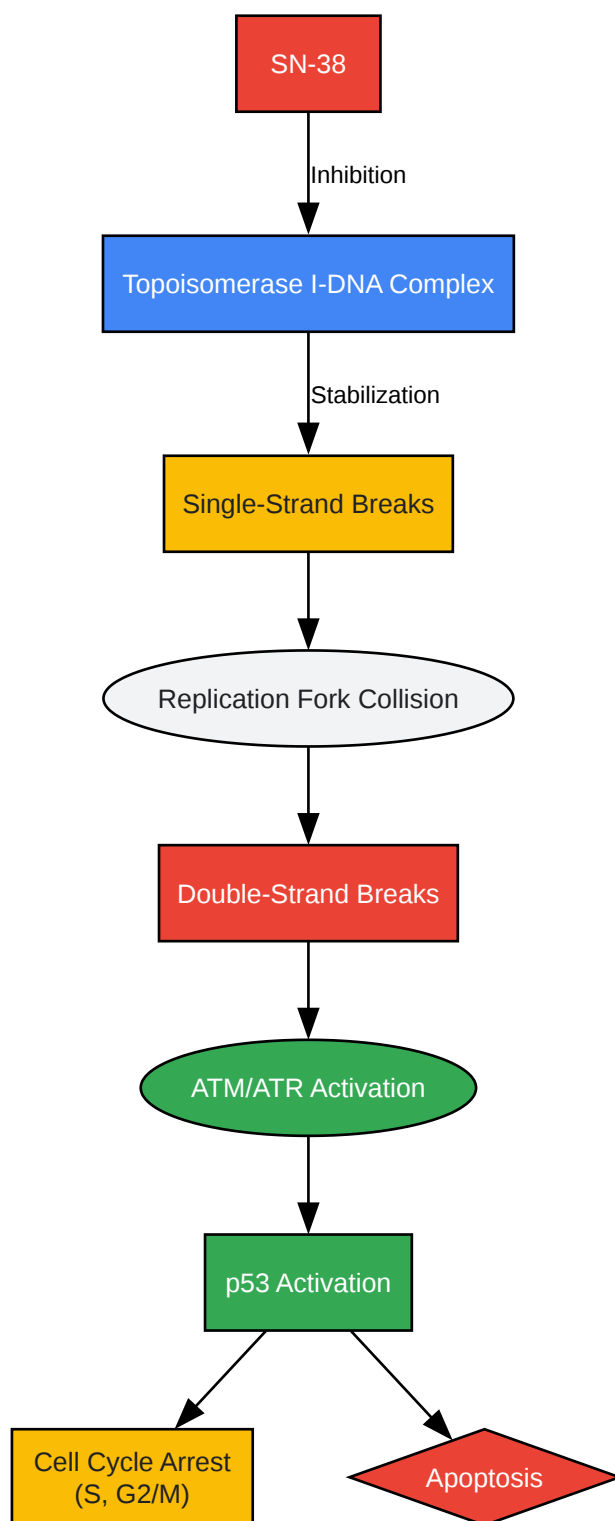 SN-38
Inhibition
Topoisomerase I-DNA Complex
Stabilization
Single-Strand Breaks
Replication Fork Collision
Double-Strand Breaks
ATM/ATR Activation
p53 Activation
Cell Cycle Arrest
(S, G2/M)
Apoptosis